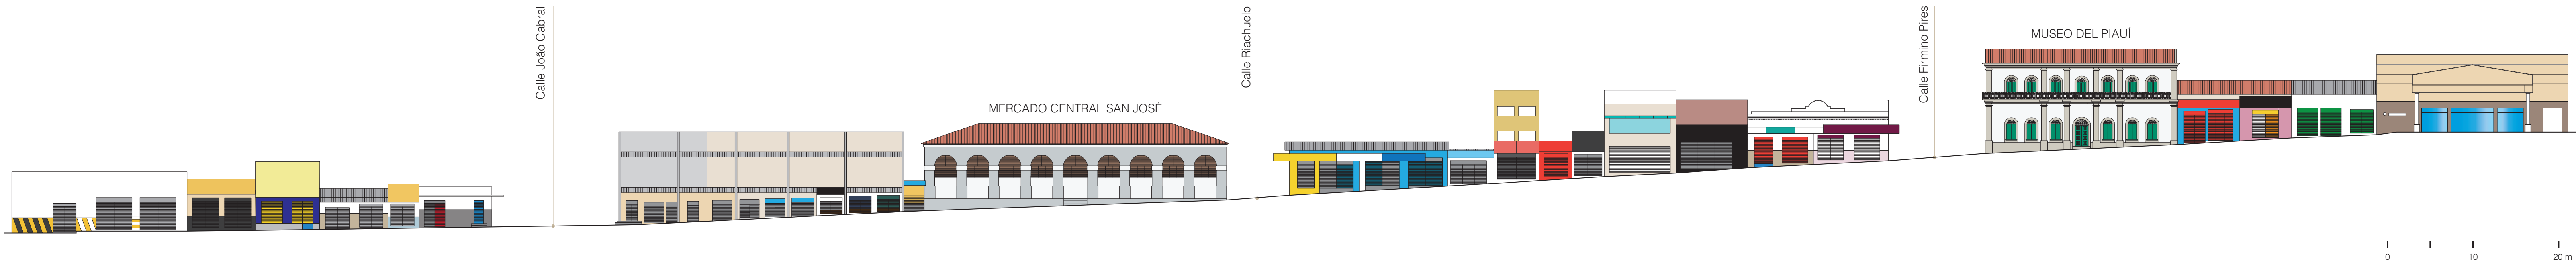 Calle João Cabral
MERCADO CENTRAL SAN JOSÉ
Calle Riachuelo
Calle Firmino Pires
MUSEO DEL PIAUÍ
0 10 20 m